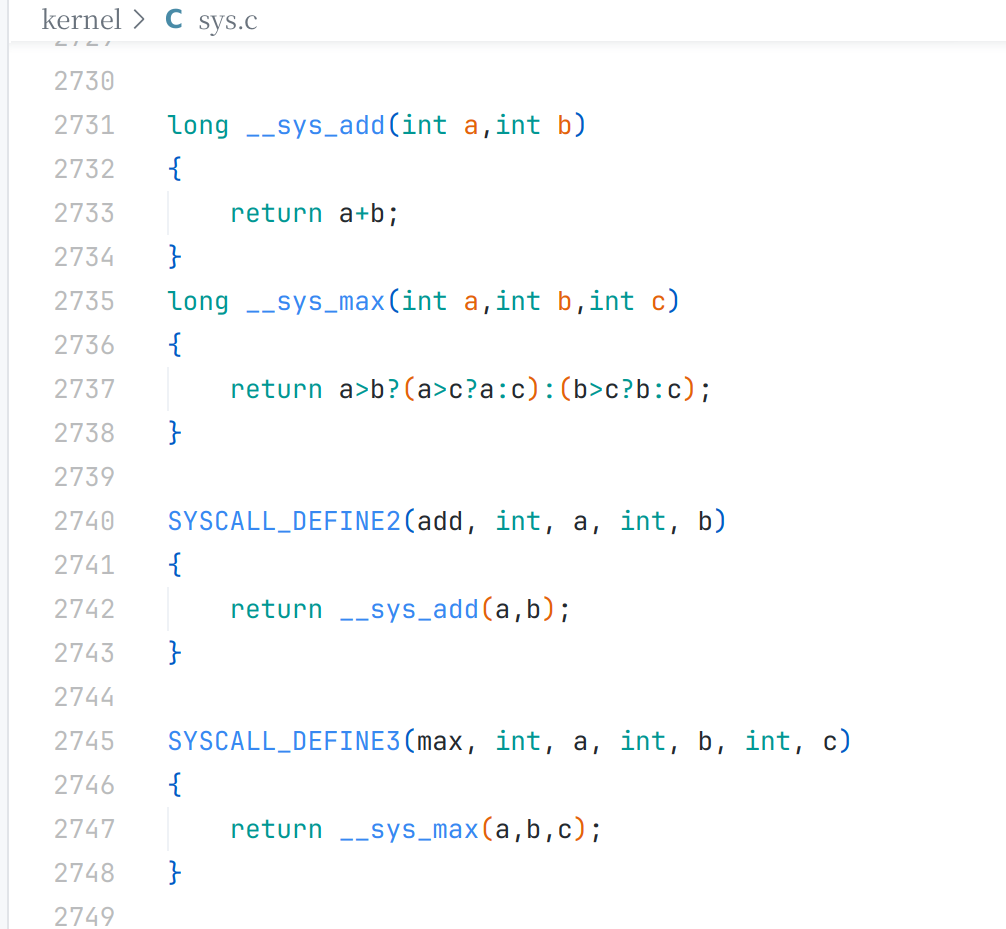 kernel > C sys.c
2729
2730
2731 long __sys_add(int a,int b)
2732 {
2733     return a+b;
2734 }
2735 long __sys_max(int a,int b,int c)
2736 {
2737     return a>b?(a>c?a:c):(b>c?b:c);
2738 }
2739
2740 SYSCALL_DEFINE2(add, int, a, int, b)
2741 {
2742     return __sys_add(a,b);
2743 }
2744
2745 SYSCALL_DEFINE3(max, int, a, int, b, int, c)
2746 {
2747     return __sys_max(a,b,c);
2748 }
2749